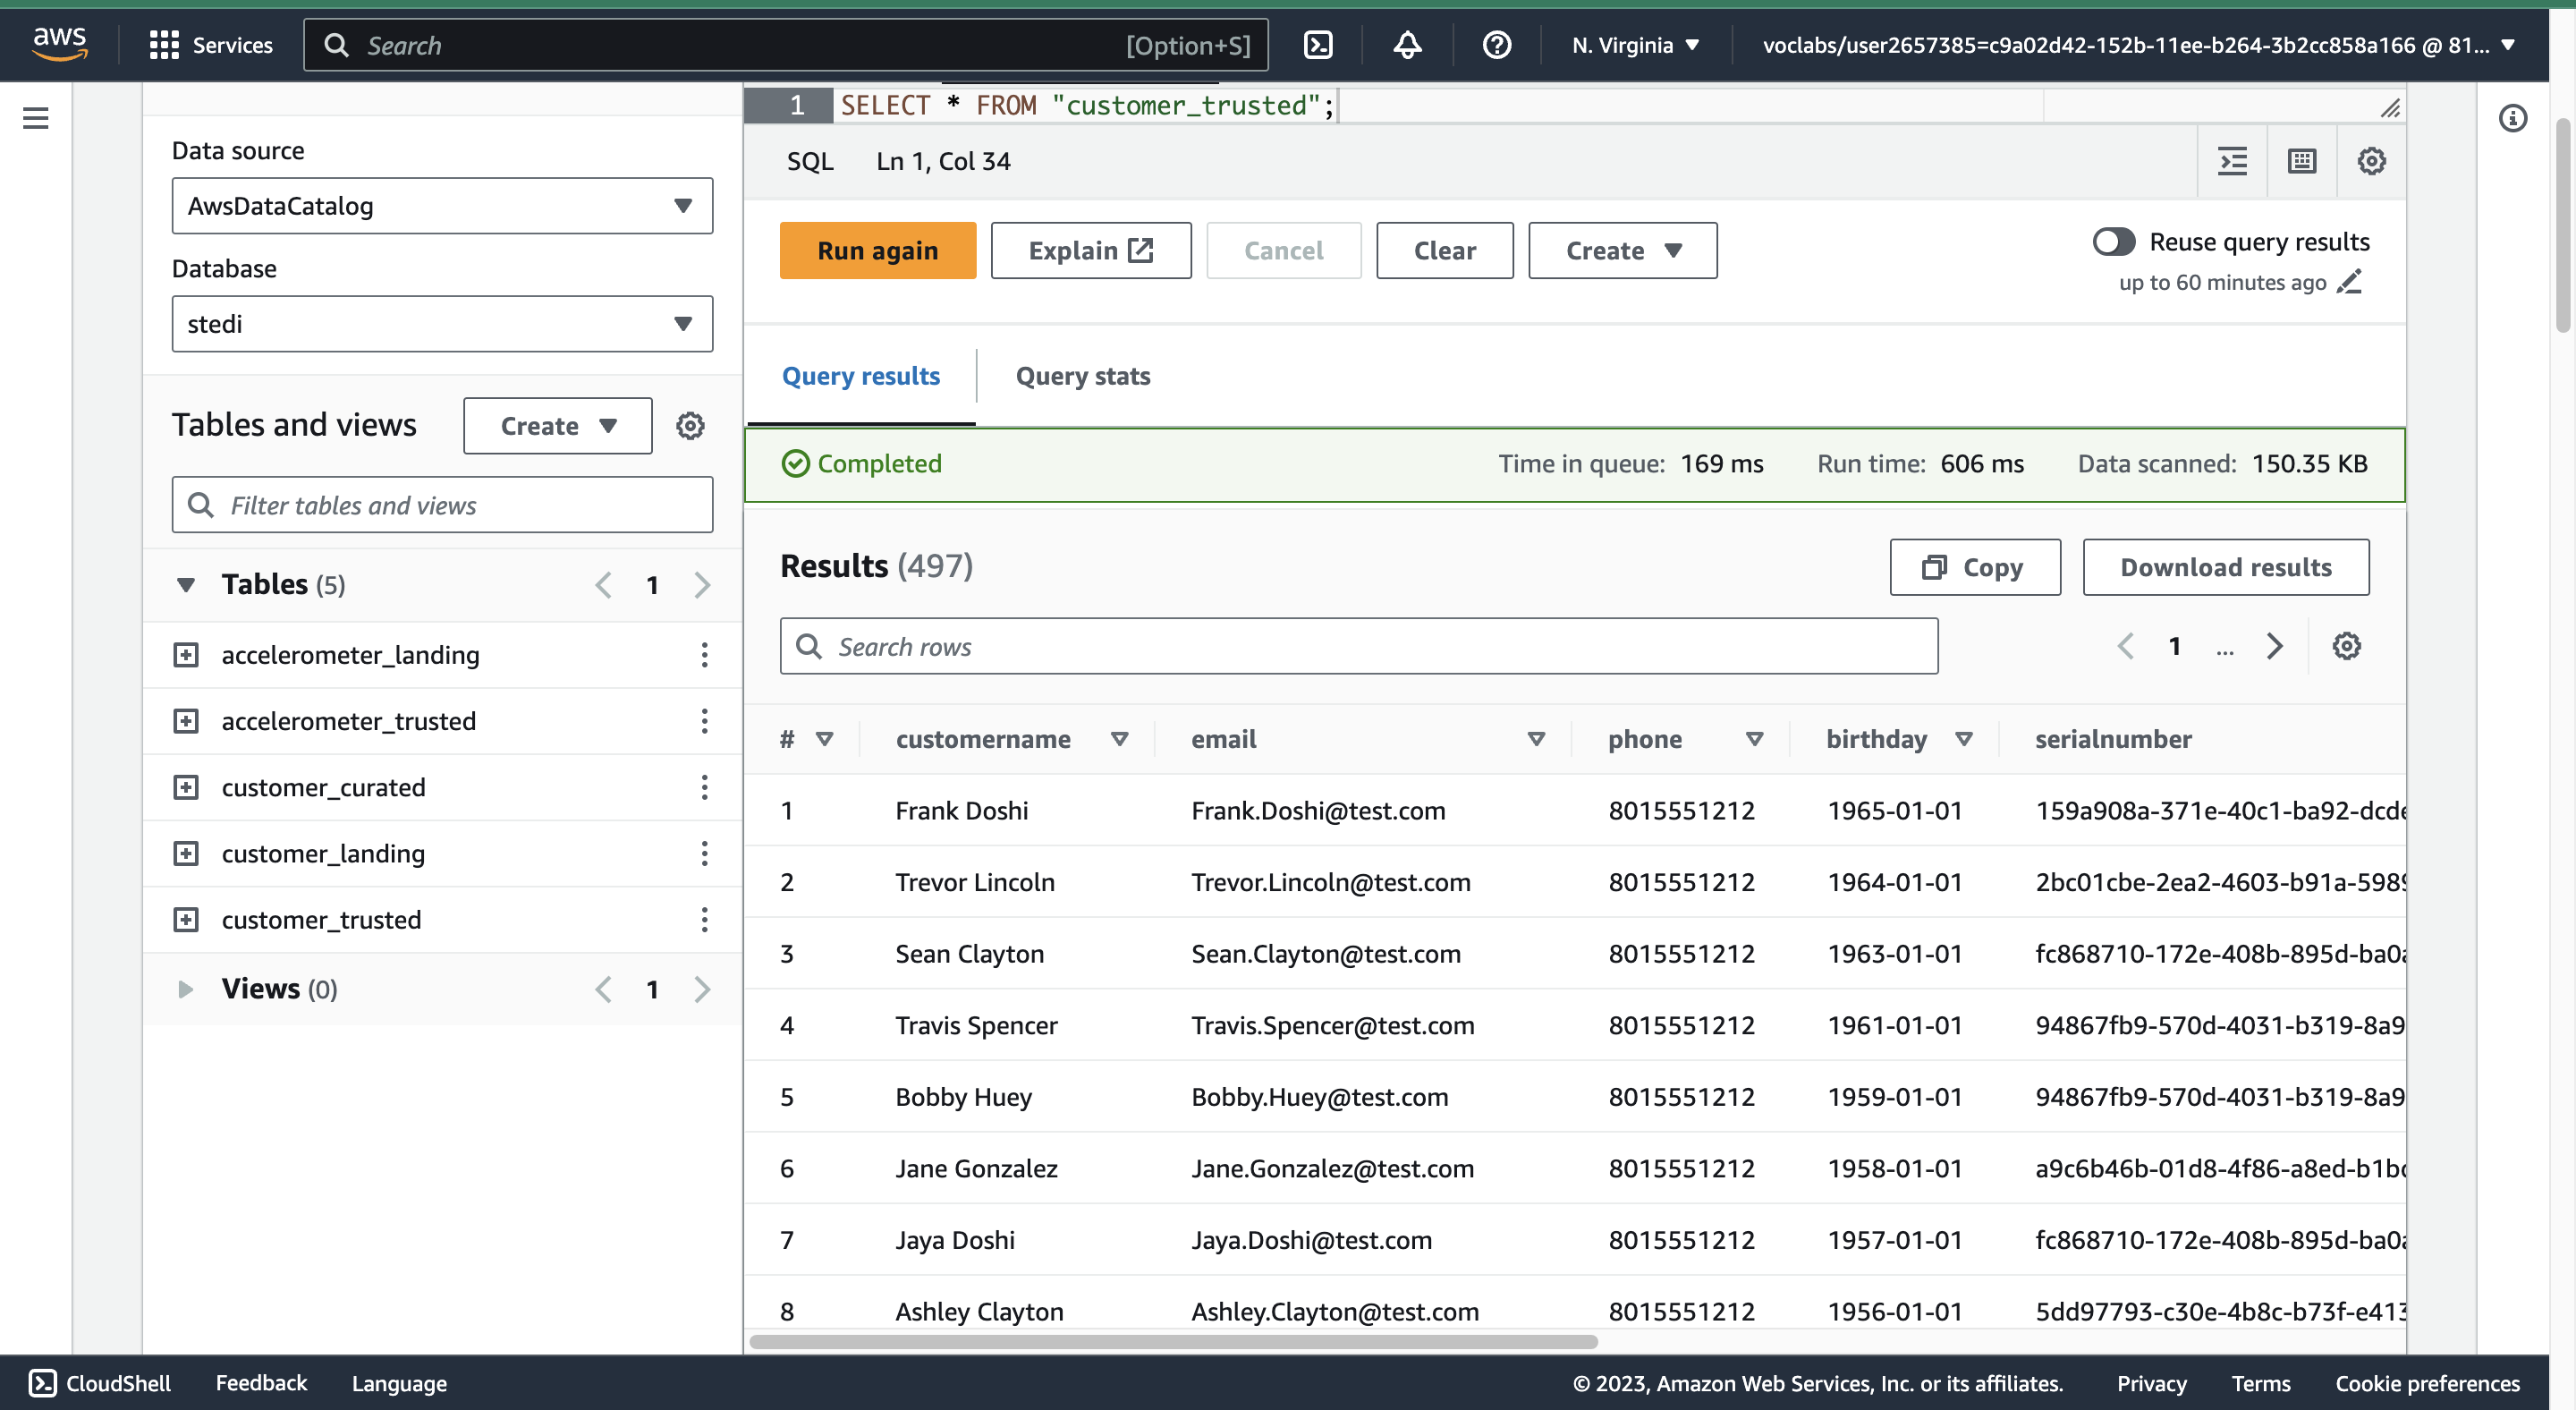 aws
Services
Search
[Option+S]
N. Virginia
voclabs/user2657385=c9a02d42-152b-11ee-b264-3b2cc858a166 @ 81...
Data source
AwsDataCatalog
Database
stedi
Tables and views
Create
Filter tables and views
Tables (5)
1
accelerometer_landing
accelerometer_trusted
customer_curated
customer_landing
customer_trusted
Views (0)
1
1 SELECT * FROM "customer_trusted";
SQL Ln 1, Col 34
Run again Explain Cancel Clear Create
Reuse query results
up to 60 minutes ago
Query results Query stats
Completed Time in queue: 169 ms Run time: 606 ms Data scanned: 150.35 KB
Results (497) Copy Download results
Search rows 1 ...
# customername email phone birthday serialnumber
1 Frank Doshi Frank.Doshi@test.com 8015551212 1965-01-01 159a908a-371e-40c1-ba92-dcde
2 Trevor Lincoln Trevor.Lincoln@test.com 8015551212 1964-01-01 2bc01cbe-2ea2-4603-b91a-5989
3 Sean Clayton Sean.Clayton@test.com 8015551212 1963-01-01 fc868710-172e-408b-895d-ba0a
4 Travis Spencer Travis.Spencer@test.com 8015551212 1961-01-01 94867fb9-570d-4031-b319-8a9
5 Bobby Huey Bobby.Huey@test.com 8015551212 1959-01-01 94867fb9-570d-4031-b319-8a9
6 Jane Gonzalez Jane.Gonzalez@test.com 8015551212 1958-01-01 a9c6b46b-01d8-4f86-a8ed-b1bc
7 Jaya Doshi Jaya.Doshi@test.com 8015551212 1957-01-01 fc868710-172e-408b-895d-ba0a
8 Ashley Clayton Ashley.Clayton@test.com 8015551212 1956-01-01 5dd97793-c30e-4b8c-b73f-e413
CloudShell Feedback Language © 2023, Amazon Web Services, Inc. or its affiliates. Privacy Terms Cookie preferences